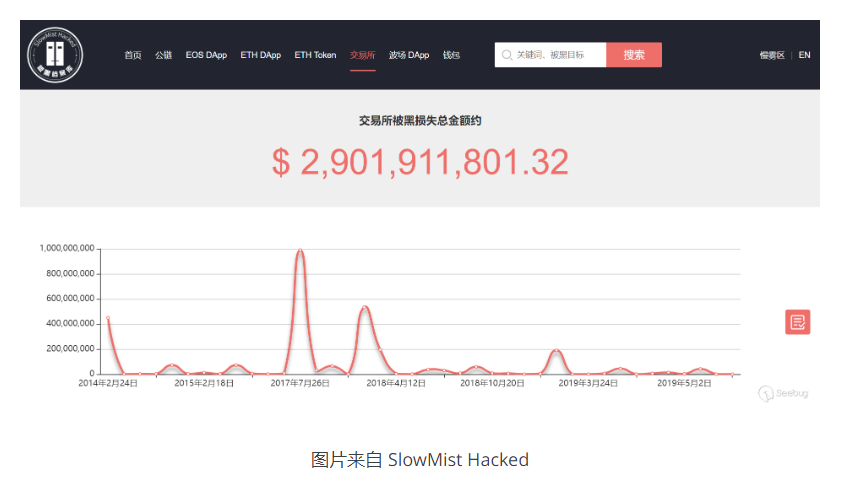 SlowMist Hacked
首页 公链 EOS DApp ETH DApp ETH Token 交易所 波场 DApp 钱包 关键词、被黑目标 搜索 慢雾区 | EN
交易所被黑损失总金额约
$ 2,901,911,801.32
1,000,000,000
800,000,000
600,000,000
400,000,000
200,000,000
0
2014年2月24日 2015年2月18日 2017年7月26日 2018年4月12日 2018年10月20日 2019年3月24日 2019年5月2日
Seebug
图片来自 SlowMist Hacked